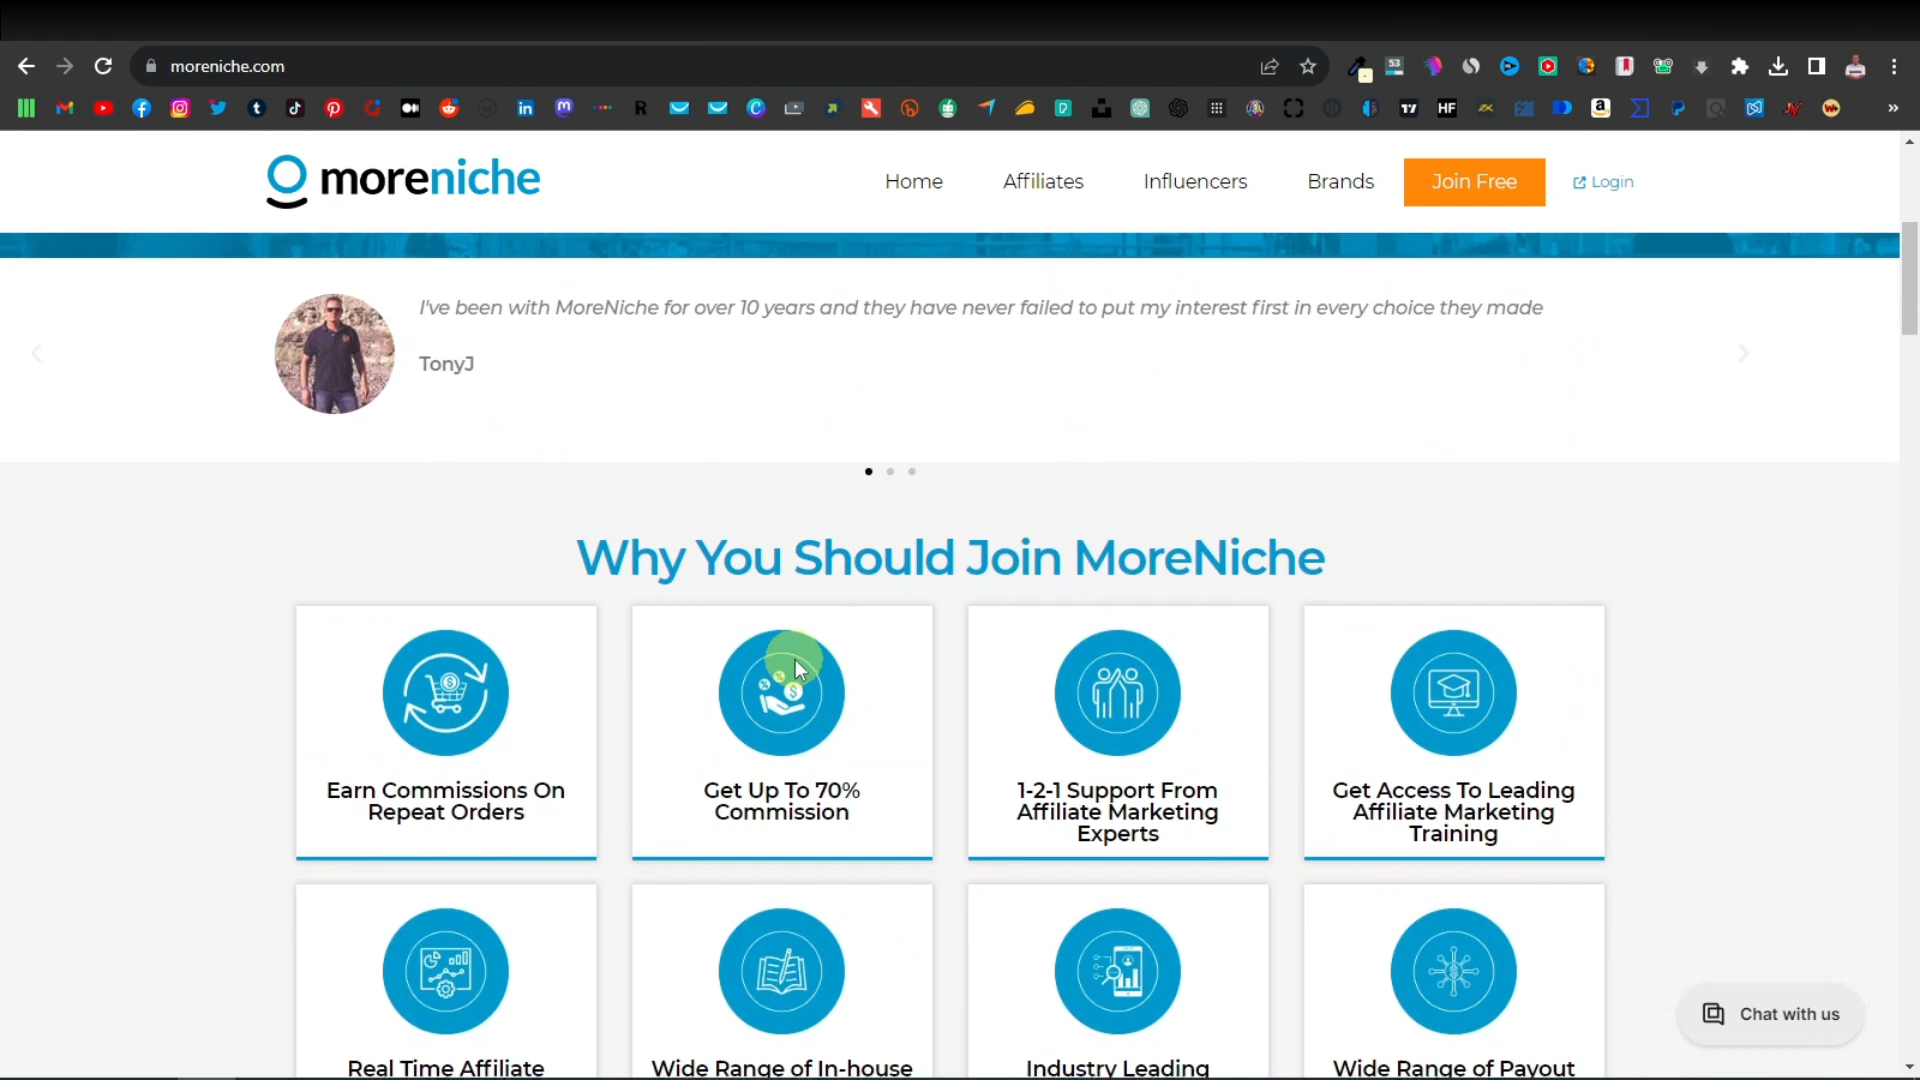 moreniche.com
53
moreniche
Home
Affiliates
Influencers
Brands
Join Free
Login
I've been with MoreNiche for over 10 years and they have never failed to put my interest first in every choice they made
TonyJ
Why You Should Join MoreNiche
Earn Commissions On
Repeat Orders
Get Up To 70%
Commission
1-2-1 Support From
Affiliate Marketing
Experts
Get Access To Leading
Affiliate Marketing
Training
Real Time Affiliate
Wide Range of In-house
Industry Leading
Wide Range of Payout
Chat with us